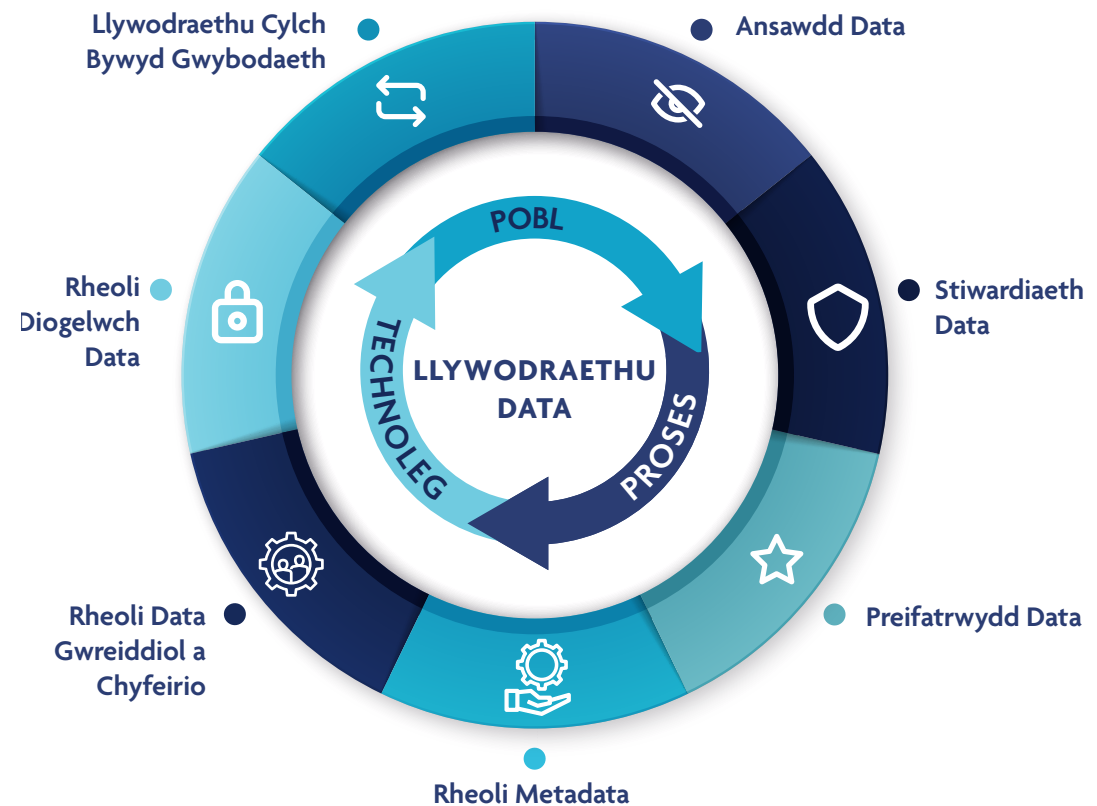 Llywodraethu Cylch
Bywyd Gwybodaeth
Ansawdd Data
Rheoli
Diogelwch
Data
Stiwardiaeth
Data
POBL
TECHNOLEG
PROSES
LLYWODRAETHU
DATA
Rheoli Data
Gwreiddiol a
Chyfeirio
Preifatrwydd Data
Rheoli Metadata